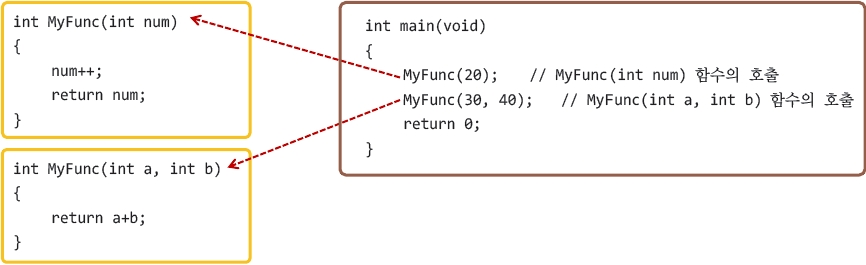 int MyFunc(int num)
{
    num++;
    return num;
}
int MyFunc(int a, int b)
{
    return a+b;
}
int main(void)
{
    MyFunc(20);    // MyFunc(int num) 함수의 호출
    MyFunc(30, 40);    // MyFunc(int a, int b) 함수의 호출
    return 0;
}